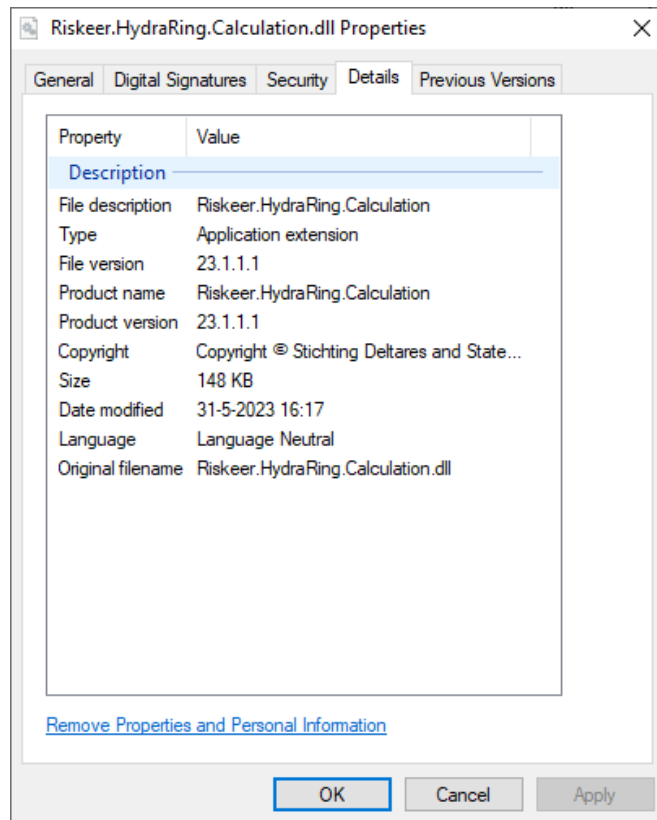 Riskeer.HydraRing.Calculation.dll Properties
General Digital Signatures Security Details Previous Versions
Property Value
Description
File description Riskeer.HydraRing.Calculation
Type Application extension
File version 23.1.1.1
Product name Riskeer.HydraRing.Calculation
Product version 23.1.1.1
Copyright Copyright © Stichting Deltares and State...
Size 148 KB
Date modified 31-5-2023 16:17
Language Language Neutral
Original filename Riskeer.HydraRing.Calculation.dll
Remove Properties and Personal Information
OK Cancel Apply